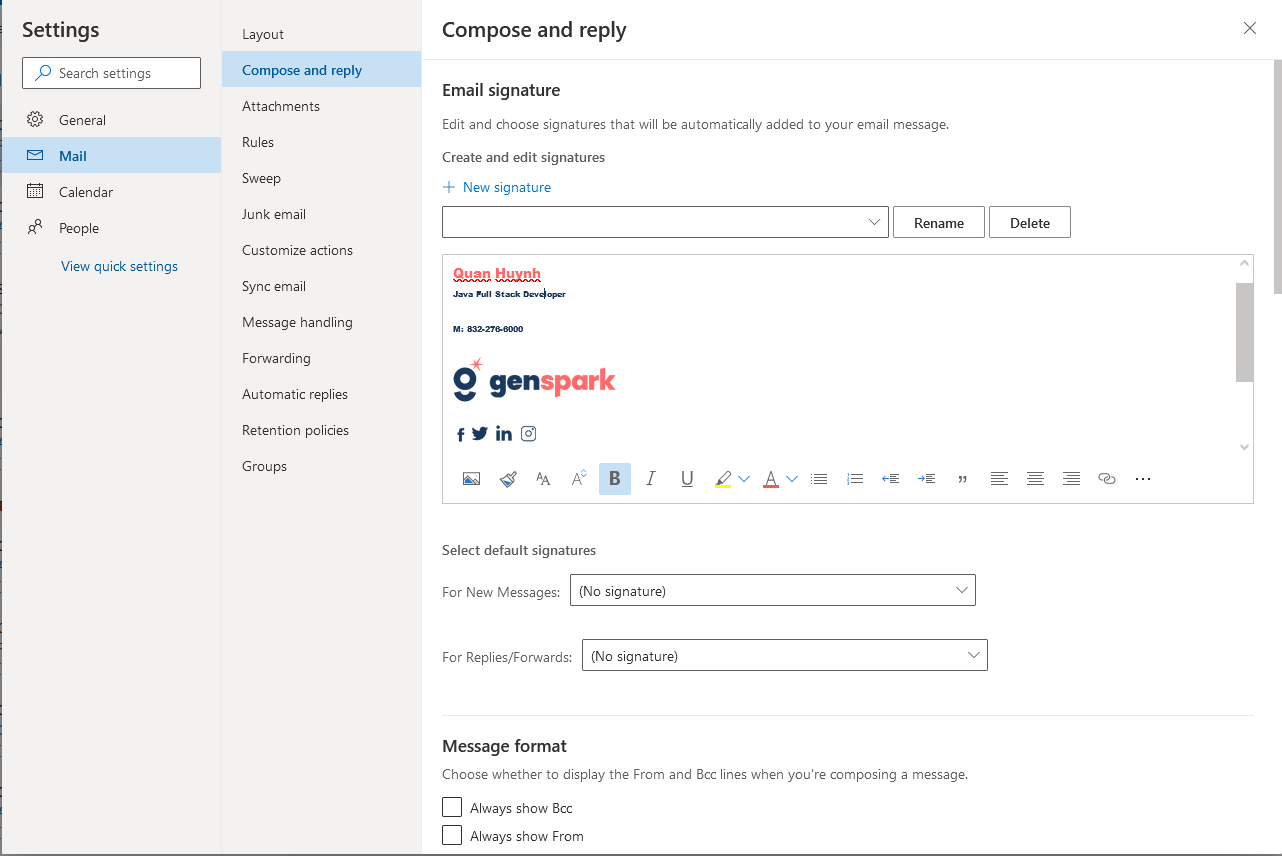 Settings
Search settings
General
Mail
Calendar
People
View quick settings
Layout
Compose and reply
Attachments
Rules
Sweep
Junk email
Customize actions
Sync email
Message handling
Forwarding
Automatic replies
Retention policies
Groups
Compose and reply
Email signature
Edit and choose signatures that will be automatically added to your email message.
Create and edit signatures
New signature
Rename Delete
Quan Huynh
Java Full Stack Developer
M: 832-276-6000
g genspark
f in
A A A B I U A ” ...
Select default signatures
For New Messages: (No signature)
For Replies/Forwards: (No signature)
Message format
Choose whether to display the From and Bcc lines when you're composing a message.
Always show Bcc
Always show From